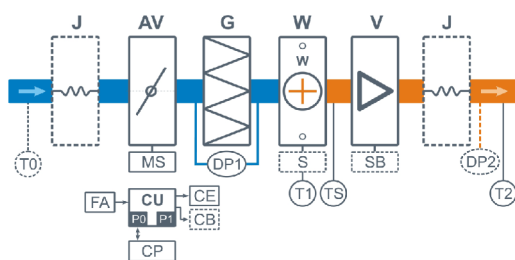 J AV G W V J
W
MS DP1 S SB DP2
T0 T1 TS T2
FA CU CE
P0 P1 CB
CP